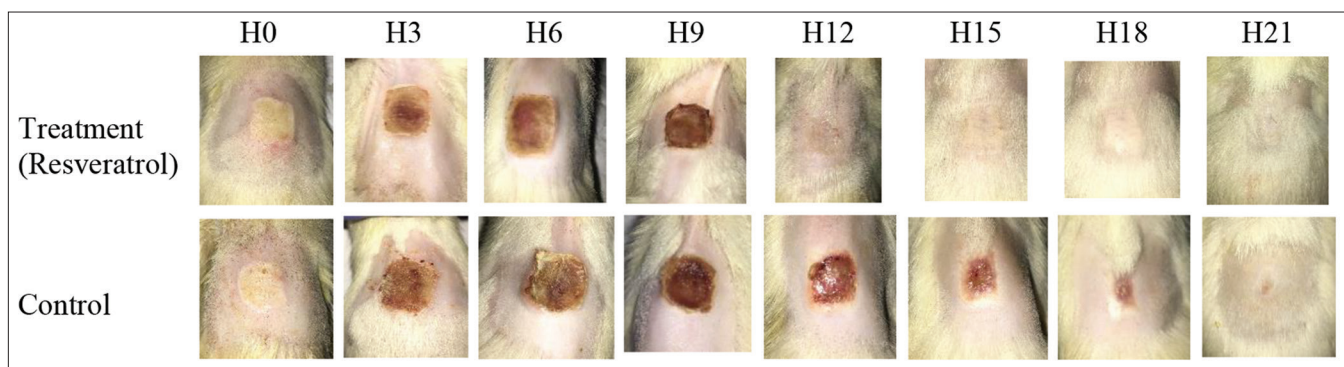 H0 H3 H6 H9 H12 H15 H18 H21
Treatment
(Resveratrol)
Control